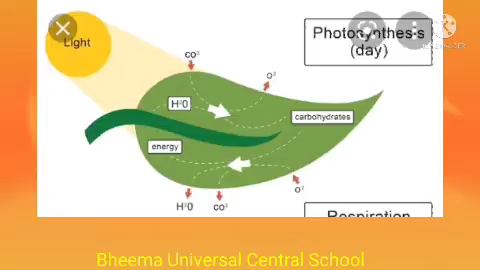 Light
Photosynthesis
(day)
co²
o²
H²0
carbohydrates
energy
H²0
co²
o²
Respiration
Bheema Universal Central School